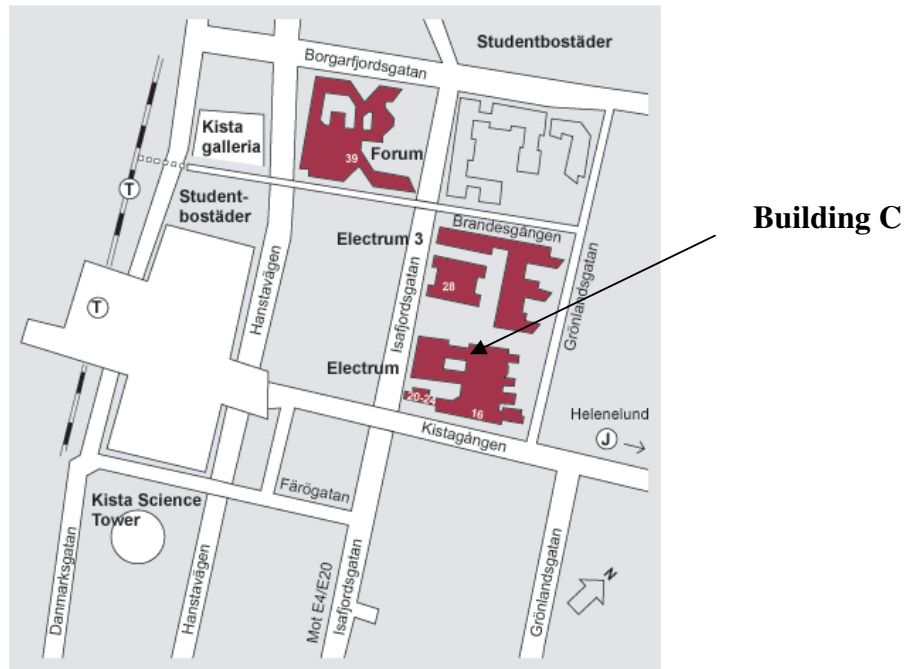 Studentbostäder
Borgarfjordsgatan
Kista
galleria
39
Forum
T
Student-
bostäder
Brandesgången
Building C
Electrum 3
Hanstavägen
Isafjordsgatan
28
Grönlandsgatan
T
Electrum
20-24
16
Kistagången
Helenelund
J
Färögatan
Kista Science
Tower
Danmarksgatan
Hanstavägen
Mot E4/E20
Isafjordsgatan
Grönlandsgatan
N